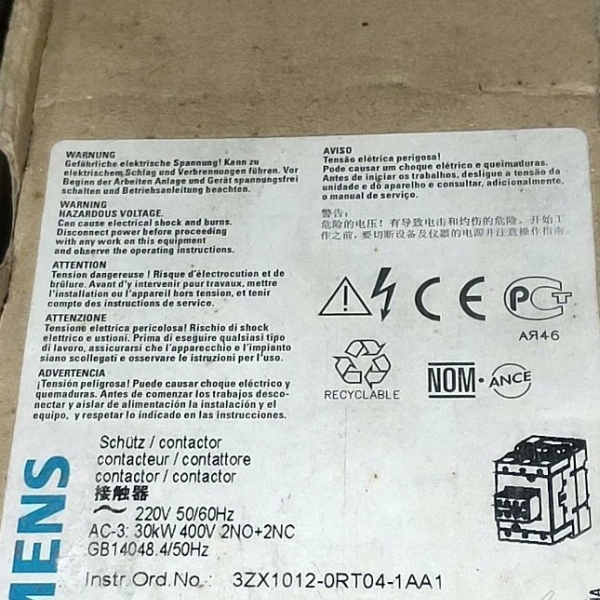 WARNUNG
Gefährliche elektrische Spannung! Kann zu
elektrischem Schlag und Verbrennungen führen. Vor
Beginn der Arbeiten Anlage und Gerät spannungsfrei
schalten und Betriebsanleitung beachten.
WARNING
HAZARDOUS VOLTAGE.
Can cause electrical shock and burns.
Disconnect power before proceeding
with any work on this equipment
and observe the operating instructions.
ATTENTION
Tension dangereuse ! Risque d'électrocution et de
brûlure. Avant d'y intervenir pour travaux, mettre
l'installation ou l'appareil hors tension, et tenir
compte des instructions de service.
ATTENZIONE
Tensione elettrica pericolosa! Rischio di shock
elettrico e ustioni. Prima di eseguire qualsiasi tipo
di lavoro, assicurarsi che l'apparecchio e l'impianto
siano scollegati e osservare le istruzioni per l'uso.
ADVERTENCIA
¡Tensión peligrosa! Puede causar choque eléctrico y
quemaduras. Antes de comenzar los trabajos desco-
nectar y aislar de alimentación la instalación y el
equipo, y respetar lo indicado en las instrucciones.
AVISO
Tensão elétrica perigosa!
Pode causar choque elétrico e queimaduras.
Antes de iniciar os trabalhos, desligue a tensão da
unidade e do aparelho e consultar, adicionalmente,
o manual de serviço.
警告:
危险的电压! 有导致电击和灼伤的危险, 开始工
作之前, 要切断设备及仪器的电源并注意操作指南
CE
РСТ
АЯ46
RECYCLABLE
NOM-ANCE
MENS
Schütz / contactor
contacteur / contattore
contactor / contactor
接触器
~ 220V 50/60Hz
AC-3: 30kW 400V 2NO+2NC
GB14048.4/50Hz
Instr.Ord.No.: 3ZX1012-0RT04-1AA1